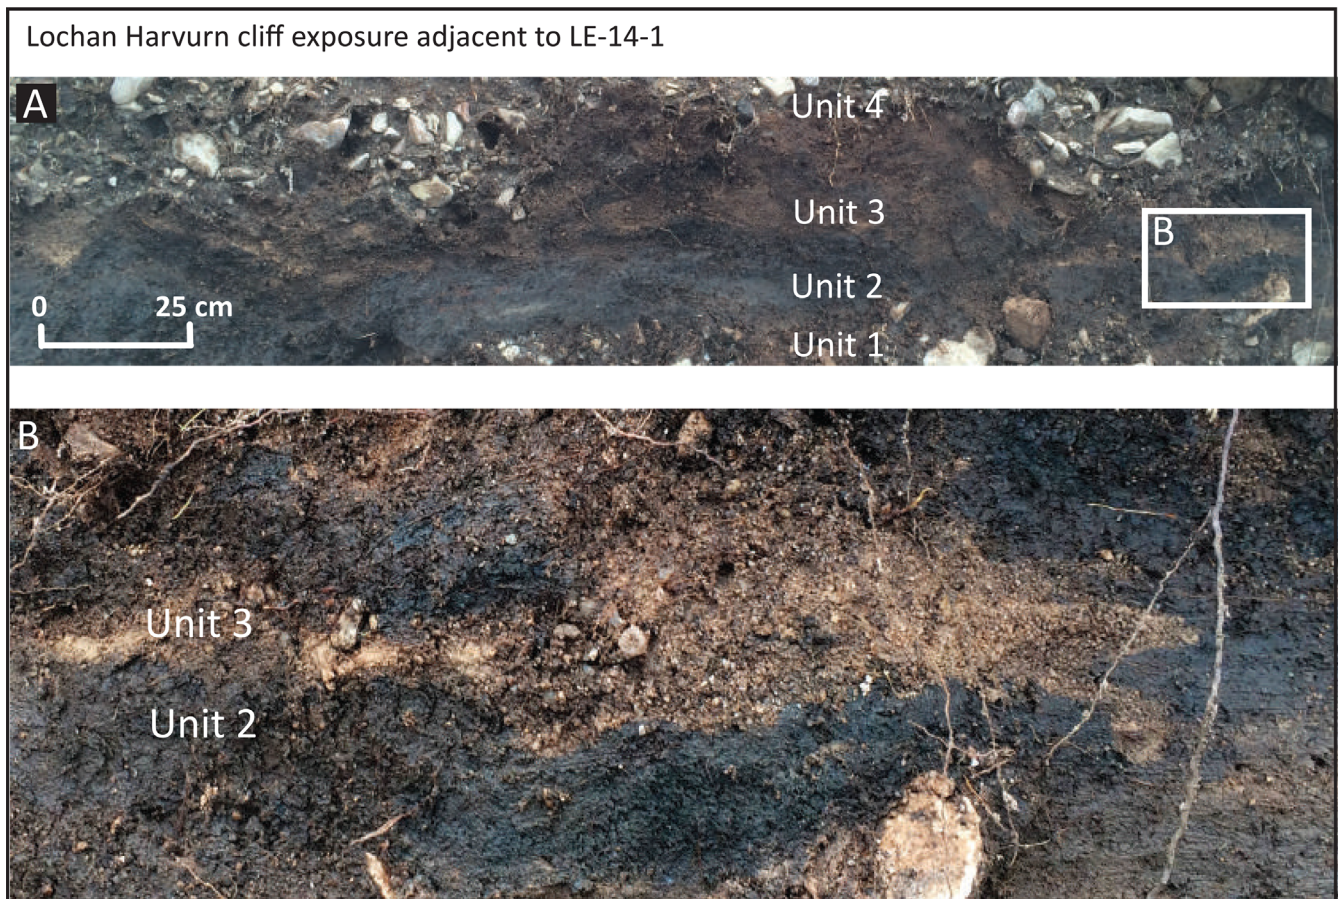 Lochan Harvurn cliff exposure adjacent to LE-14-1
A
Unit 4
Unit 3
B
Unit 2
0 25 cm
Unit 1
B
Unit 3
Unit 2